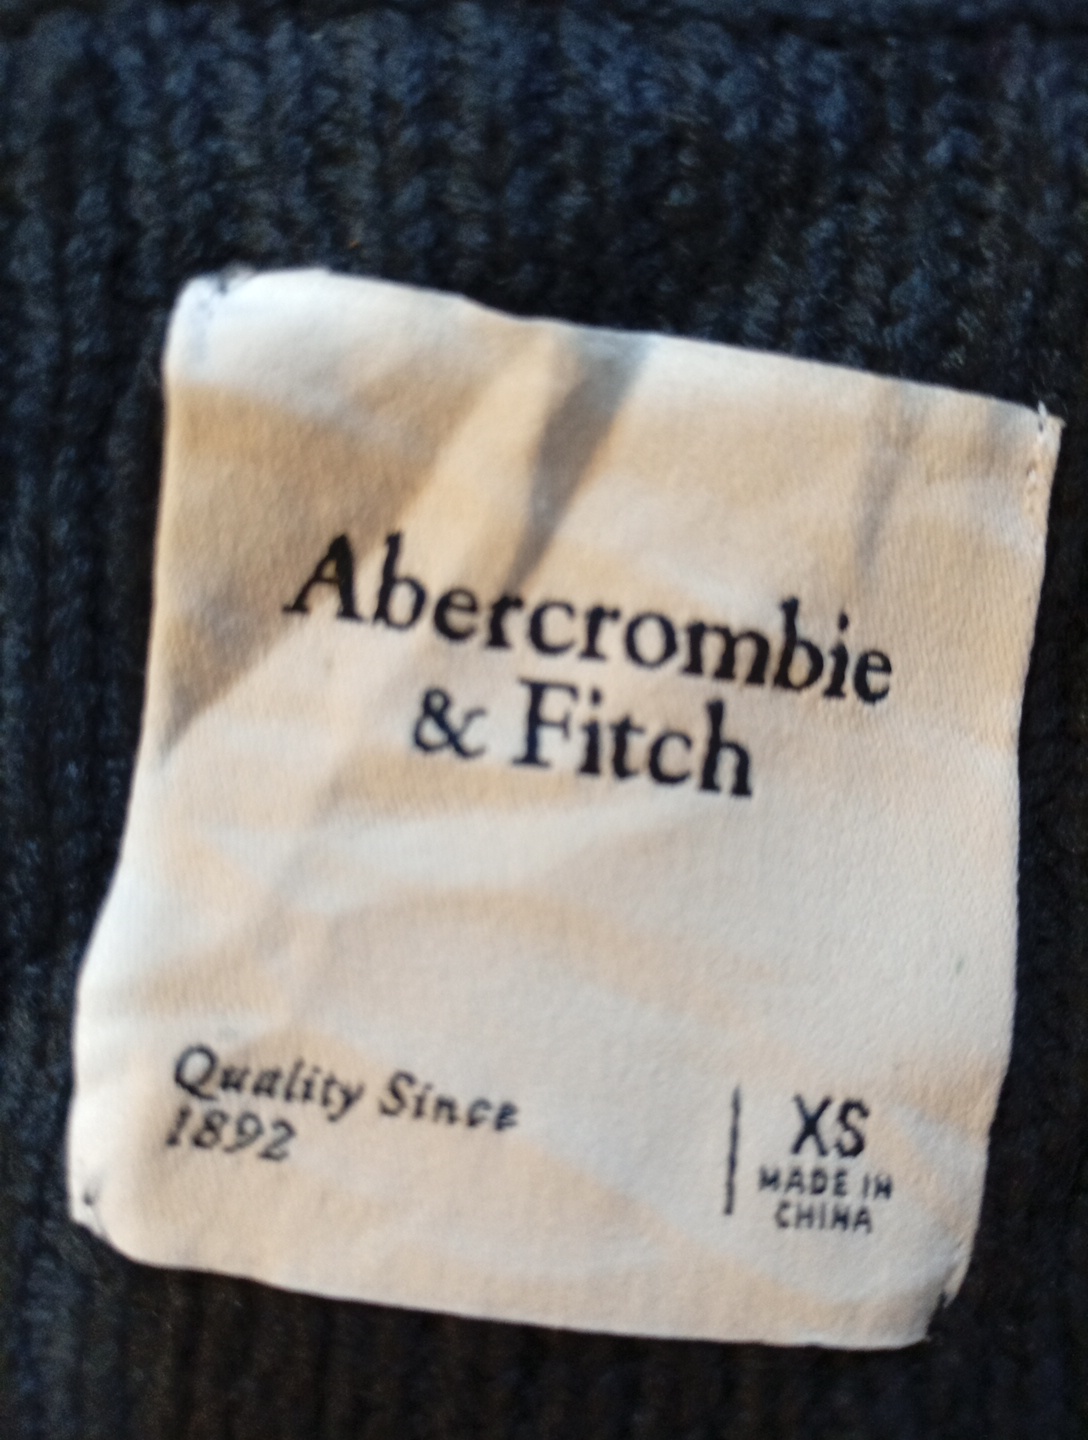 Abercrombie
& Fitch
Quality Since
1892
XS
MADE IN
CHINA